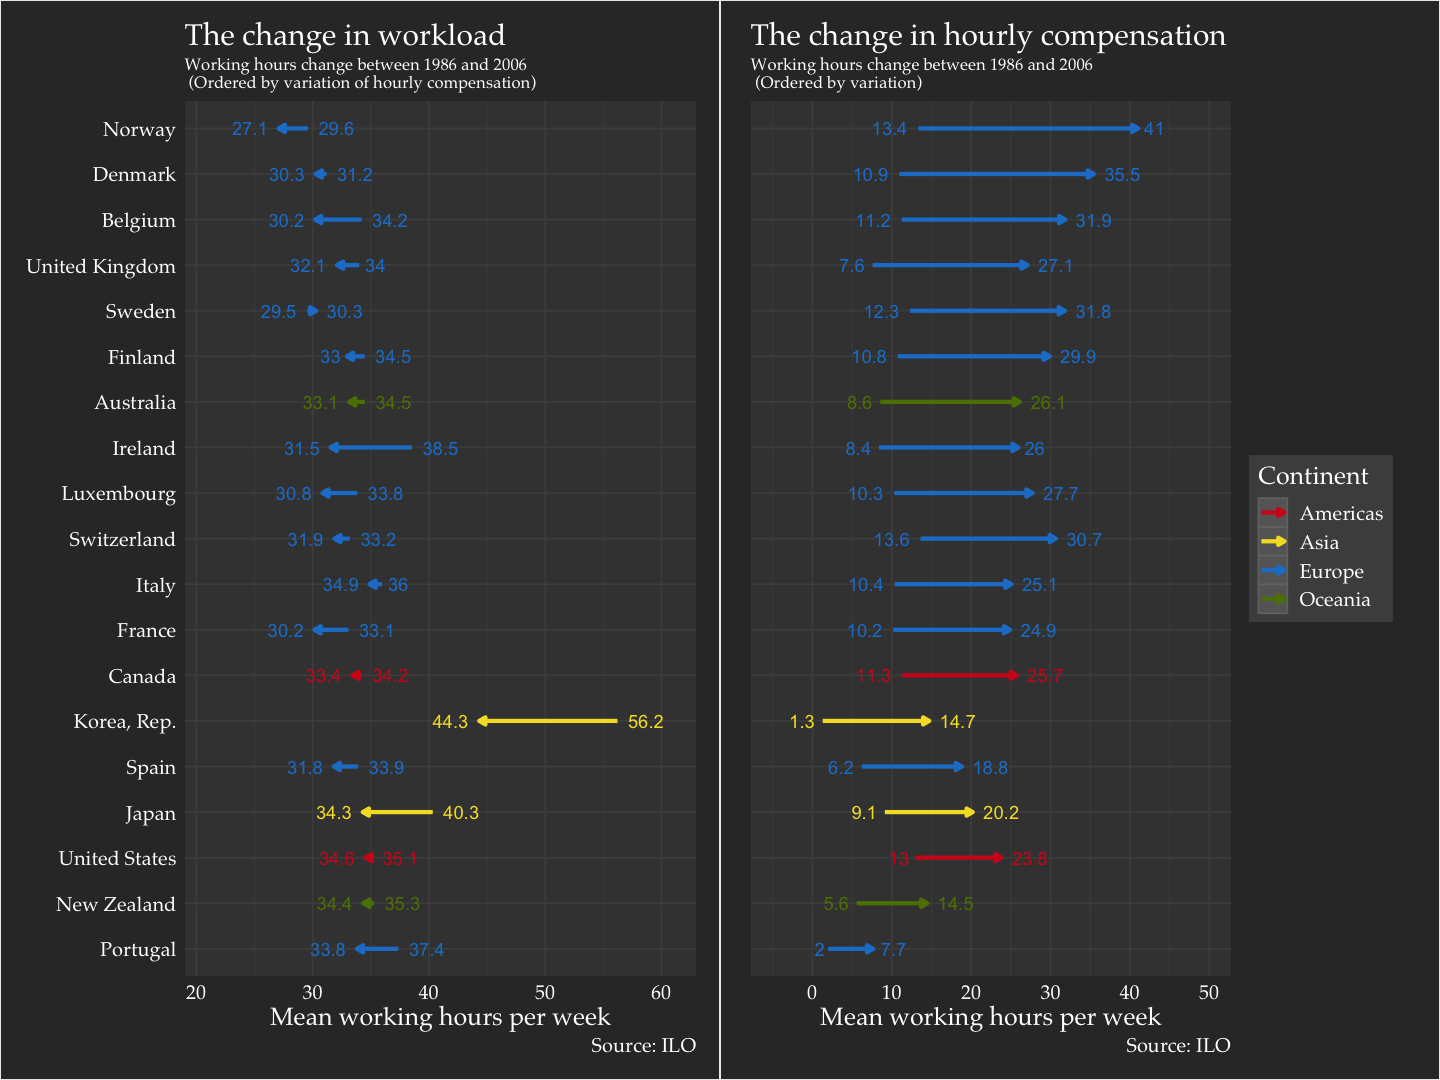 The change in workload
Working hours change between 1986 and 2006
(Ordered by variation of hourly compensation)
Norway 27.1 29.6
Denmark 30.3 31.2
Belgium 30.2 34.2
United Kingdom 32.1 34
Sweden 29.5 30.3
Finland 33 34.5
Australia 33.1 34.5
Ireland 31.5 38.5
Luxembourg 30.8 33.8
Switzerland 31.9 33.2
Italy 34.9 36
France 30.2 33.1
Canada 33.4 34.2
Korea, Rep. 44.3 56.2
Spain 31.8 33.9
Japan 34.3 40.3
United States 34.6 35.1
New Zealand 34.4 35.3
Portugal 33.8 37.4
20 30 40 50 60
Mean working hours per week
Source: ILO
The change in hourly compensation
Working hours change between 1986 and 2006
(Ordered by variation)
13.4 41
10.9 35.5
11.2 31.9
7.6 27.1
12.3 31.8
10.8 29.9
8.6 26.1
8.4 26
10.3 27.7
13.6 30.7
10.4 25.1
10.2 24.9
11.3 25.7
1.3 14.7
6.2 18.8
9.1 20.2
13 23.8
5.6 14.5
2 7.7
0 10 20 30 40 50
Mean working hours per week
Source: ILO
Continent
Americas
Asia
Europe
Oceania